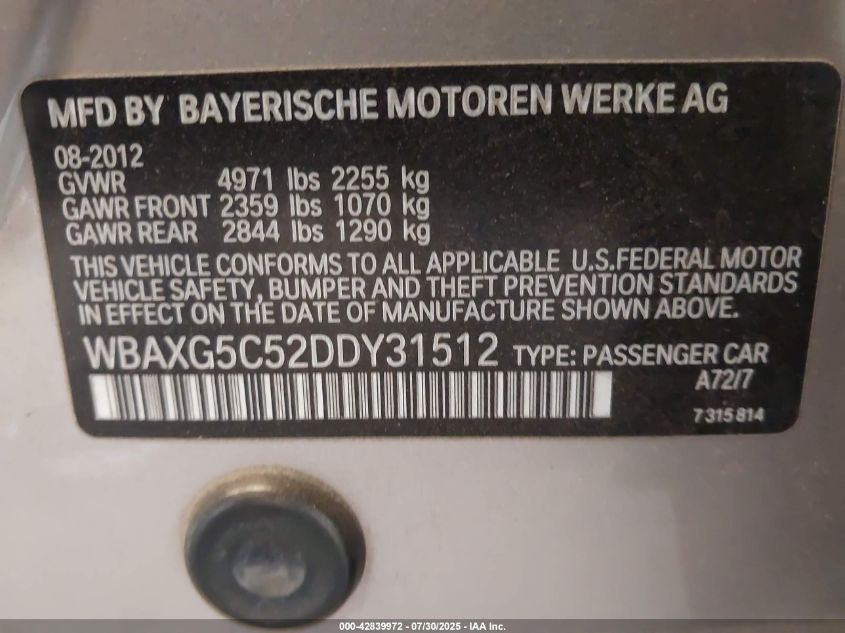 MFD BY BAYERISCHE MOTOREN WERKE AG
08-2012
GVWR 4971 lbs 2255 kg
GAWR FRONT 2359 lbs 1070 kg
GAWR REAR 2844 lbs 1290 kg
THIS VEHICLE CONFORMS TO ALL APPLICABLE U.S.FEDERAL MOTOR
VEHICLE SAFETY, BUMPER AND THEFT PREVENTION STANDARDS
IN EFFECT ON THE DATE OF MANUFACTURE SHOWN ABOVE.
WBAXG5C52DDY31512 TYPE: PASSENGER CAR
A72/7
7 315 814
000-42839972 - 07/30/2025 - IAA Inc.